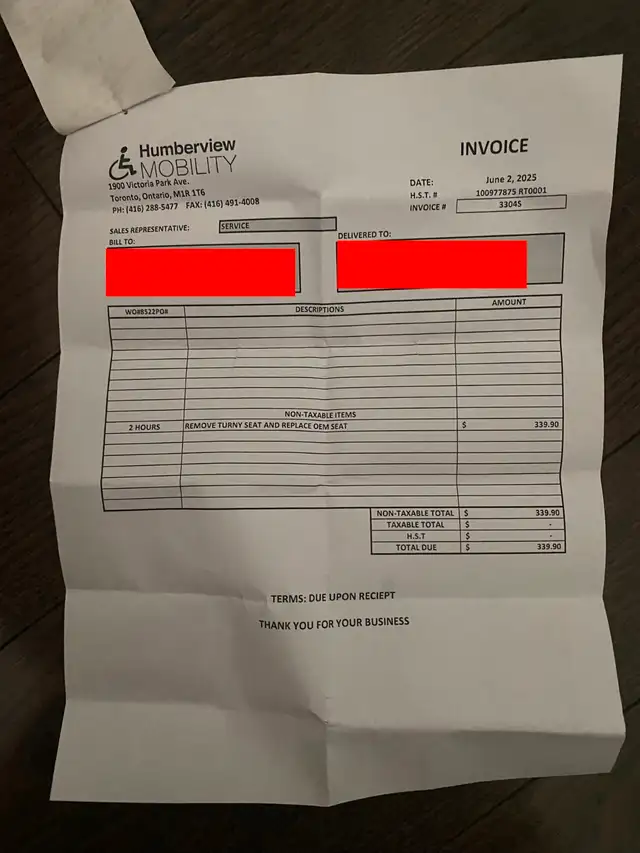 Humberview
MOBILITY
1900 Victoria Park Ave.
Toronto, Ontario, M1R 1T6
PH: (416) 288-5477 FAX: (416) 491-4008
INVOICE
DATE: June 2, 2025
H.S.T. # 100977875 RT0001
INVOICE # 3304S
SALES REPRESENTATIVE: SERVICE
BILL TO:
DELIVERED TO:
WO#8522PO# DESCRIPTIONS AMOUNT
NON-TAXABLE ITEMS
2 HOURS REMOVE TURNY SEAT AND REPLACE OEM SEAT $ 339.90
NON-TAXABLE TOTAL $ 339.90
TAXABLE TOTAL $ -
H.S.T $ -
TOTAL DUE $ 339.90
TERMS: DUE UPON RECIEPT
THANK YOU FOR YOUR BUSINESS